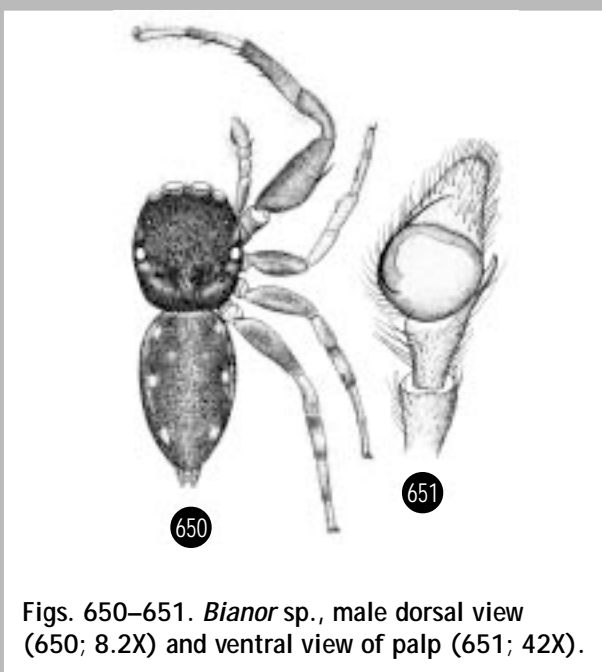 650
651
Figs. 650–651. Bianor sp., male dorsal view
(650; 8.2X) and ventral view of palp (651; 42X).